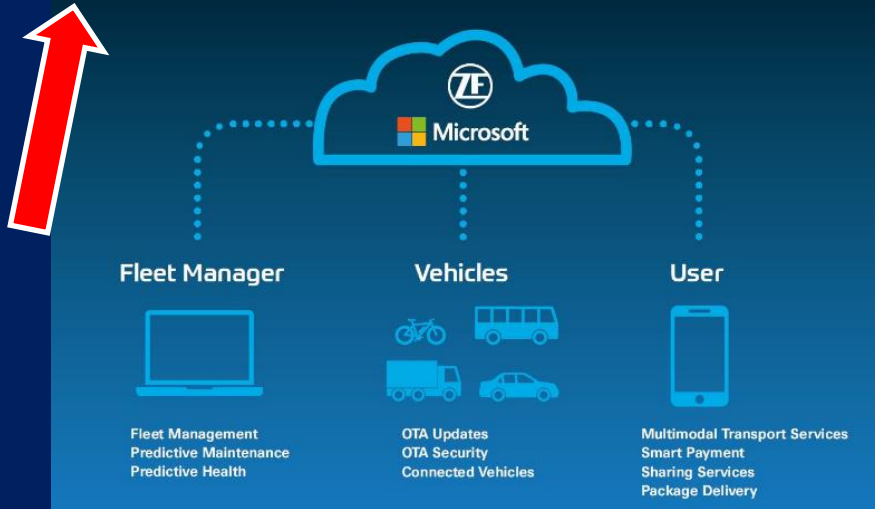 ZF
Microsoft
Fleet Manager
Vehicles
User
Fleet Management
Predictive Maintenance
Predictive Health
OTA Updates
OTA Security
Connected Vehicles
Multimodal Transport Services
Smart Payment
Sharing Services
Package Delivery